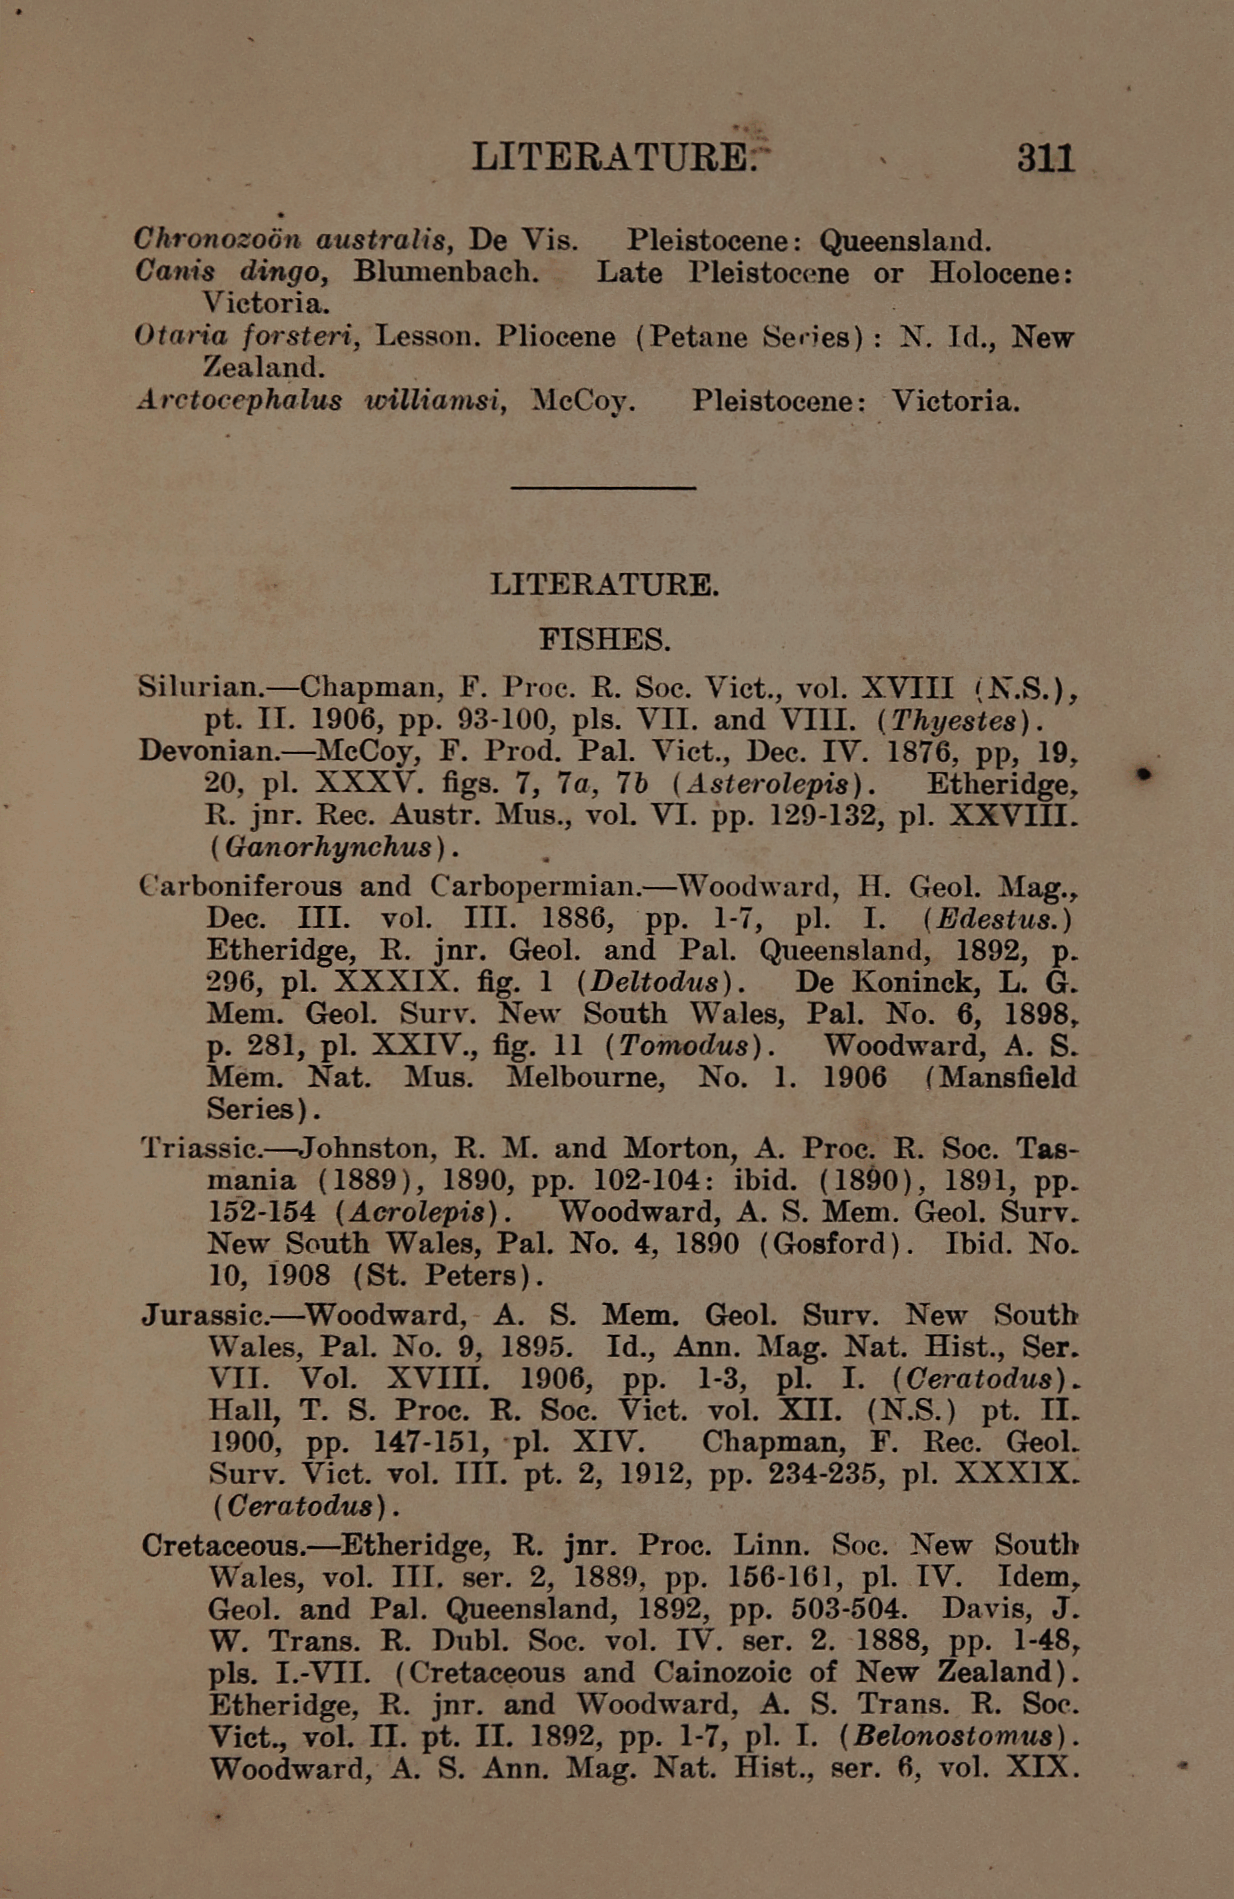 LITERATURE. 311
Chronozoön australis, De Vis. Pleistocene: Queensland.
Canis dingo, Blumenbach. Late Pleistocene or Holocene:
Victoria.
Otaria forsteri, Lesson. Pliocene (Petane Series): N. Id., New
Zealand.
Arctocephalus williamsi, McCoy. Pleistocene: Victoria.
LITERATURE.
FISHES.
Silurian.—Chapman, F. Proc. R. Soc. Vict., vol. XVIII (N.S.),
pt. II. 1906, pp. 93-100, pls. VII. and VIII. (Thyestes).
Devonian.—McCoy, F. Prod. Pal. Vict., Dec. IV. 1876, pp, 19,
20, pl. XXXV. figs. 7, 7a, 7b (Asterolepis). Etheridge,
R. jnr. Rec. Austr. Mus., vol. VI. pp. 129-132, pl. XXVIII.
(Ganorhynchus).
Carboniferous and Carbopermian.—Woodward, H. Geol. Mag.,
Dec. III. vol. III. 1886, pp. 1-7, pl. I. (Edestus.)
Etheridge, R. jnr. Geol. and Pal. Queensland, 1892, p.
296, pl. XXXIX. fig. 1 (Deltodus). De Koninck, L. G.
Mem. Geol. Surv. New South Wales, Pal. No. 6, 1898,
p. 281, pl. XXIV., fig. 11 (Tomodus). Woodward, A. S.
Mem. Nat. Mus. Melbourne, No. 1. 1906 (Mansfield
Series).
Triassic.—Johnston, R. M. and Morton, A. Proc. R. Soc. Tas-
mania (1889), 1890, pp. 102-104: ibid. (1890), 1891, pp.
152-154 (Acrolepis). Woodward, A. S. Mem. Geol. Surv.
New South Wales, Pal. No. 4, 1890 (Gosford). Ibid. No.
10, 1908 (St. Peters).
Jurassic.—Woodward, A. S. Mem. Geol. Surv. New South
Wales, Pal. No. 9, 1895. Id., Ann. Mag. Nat. Hist., Ser.
VII. Vol. XVIII. 1906, pp. 1-3, pl. I. (Ceratodus).
Hall, T. S. Proc. R. Soc. Vict. vol. XII. (N.S.) pt. II.
1900, pp. 147-151, pl. XIV. Chapman, F. Rec. Geol.
Surv. Vict. vol. III. pt. 2, 1912, pp. 234-235, pl. XXXIX.
(Ceratodus).
Cretaceous.—Etheridge, R. jnr. Proc. Linn. Soc. New South
Wales, vol. III. ser. 2, 1889, pp. 156-161, pl. IV. Idem,
Geol. and Pal. Queensland, 1892, pp. 503-504. Davis, J.
W. Trans. R. Dubl. Soc. vol. IV. ser. 2. 1888, pp. 1-48,
pls. I.-VII. (Cretaceous and Cainozoic of New Zealand).
Etheridge, R. jnr. and Woodward, A. S. Trans. R. Soc.
Vict., vol. II. pt. II. 1892, pp. 1-7, pl. I. (Belonostomus).
Woodward, A. S. Ann. Mag. Nat. Hist., ser. 6, vol. XIX.